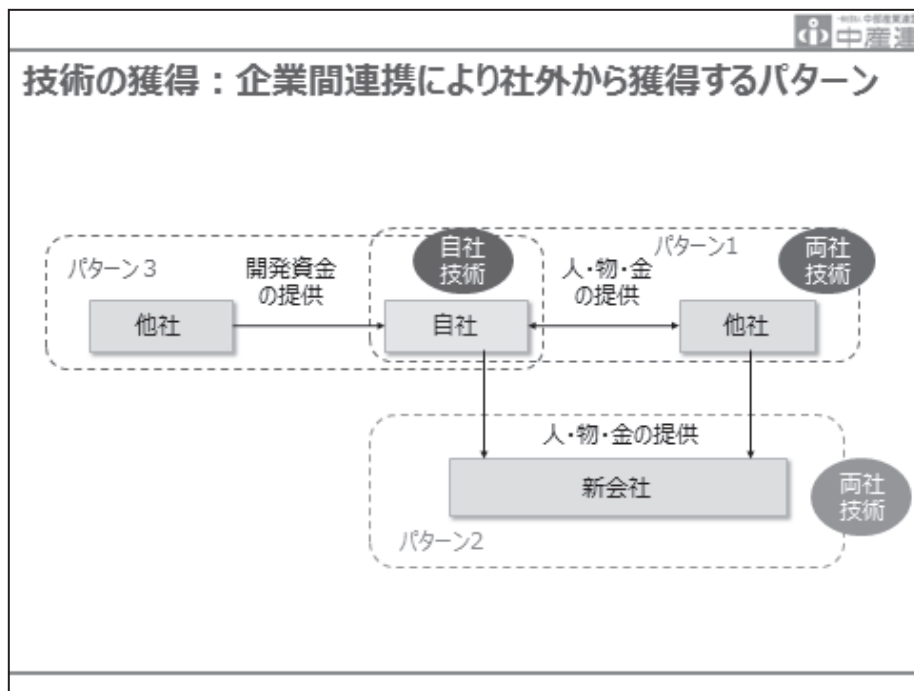 中産連
技術の獲得：企業間連携により社外から獲得するパターン
パターン３
開発資金
の提供
他社
自社
技術
自社
人・物・金
の提供
パターン1
両社
技術
他社
人・物・金の提供
新会社
両社
技術
パターン2